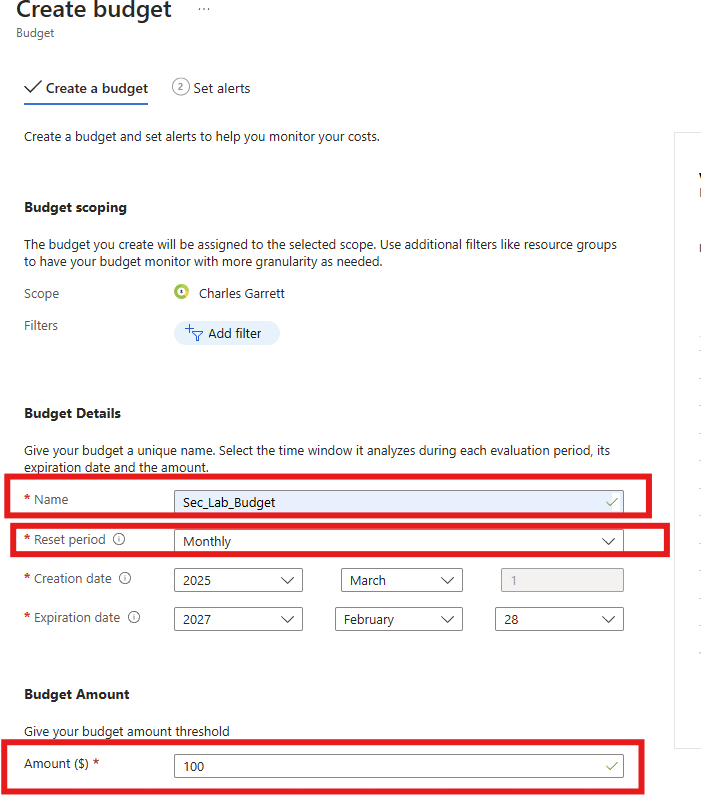 Create budget ...
Budget
Create a budget
2 Set alerts
Create a budget and set alerts to help you monitor your costs.
Budget scoping
The budget you create will be assigned to the selected scope. Use additional filters like resource groups
to have your budget monitor with more granularity as needed.
Scope Charles Garrett
Filters Add filter
Budget Details
Give your budget a unique name. Select the time window it analyzes during each evaluation period, its
expiration date and the amount.
* Name Sec_Lab_Budget
* Reset period Monthly
* Creation date 2025 March 1
* Expiration date 2027 February 28
Budget Amount
Give your budget amount threshold
Amount ($) * 100